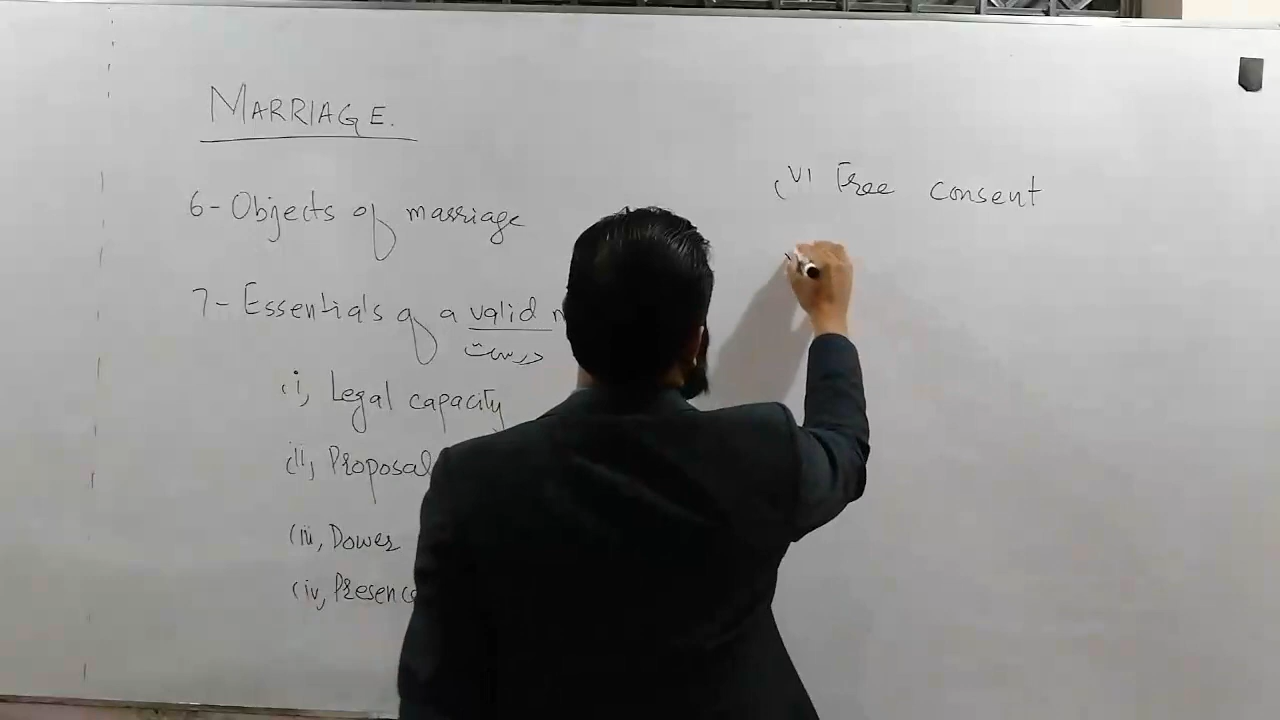 MARRIAGE.
6- Objects of marriage
7- Essentials of a valid
درست
(i, Legal capacity
(ii, Proposal
(iii, Dower
(iv, Presence
(v, Free consent